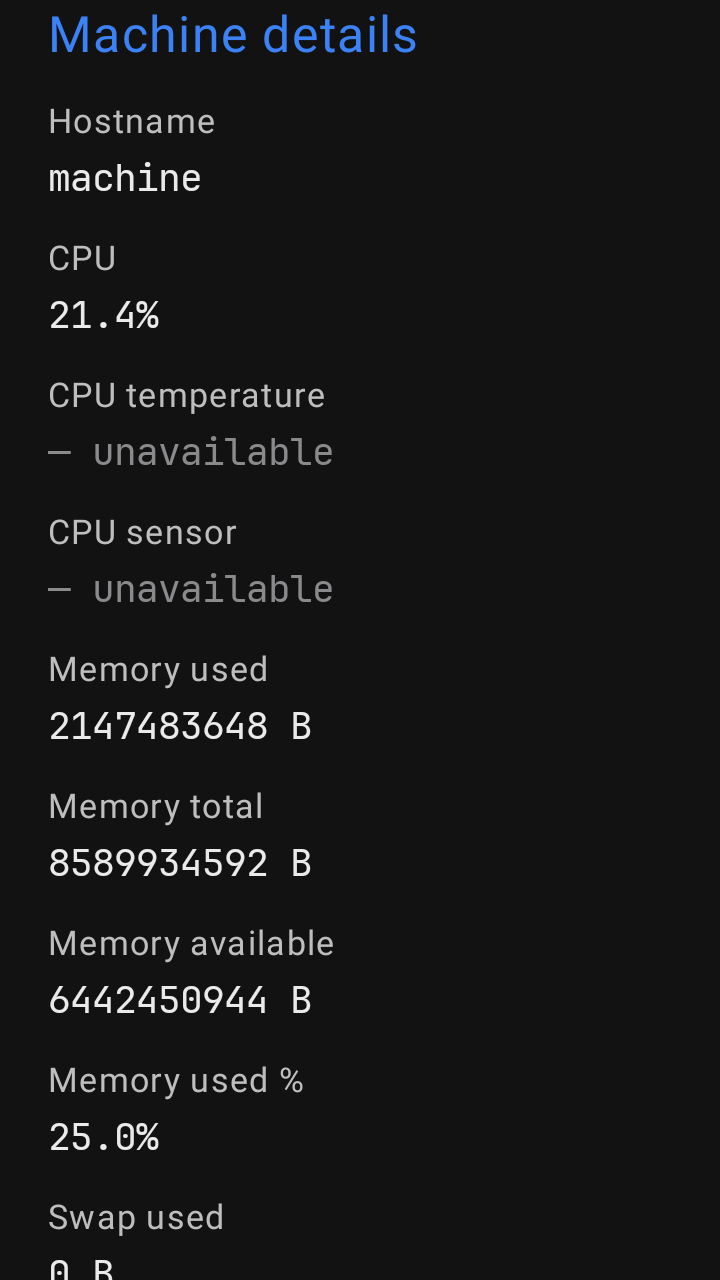 Machine details
Hostname
machine
CPU
21.4%
CPU temperature
— unavailable
CPU sensor
— unavailable
Memory used
2147483648 B
Memory total
8589934592 B
Memory available
6442450944 B
Memory used %
25.0%
Swap used
0 B